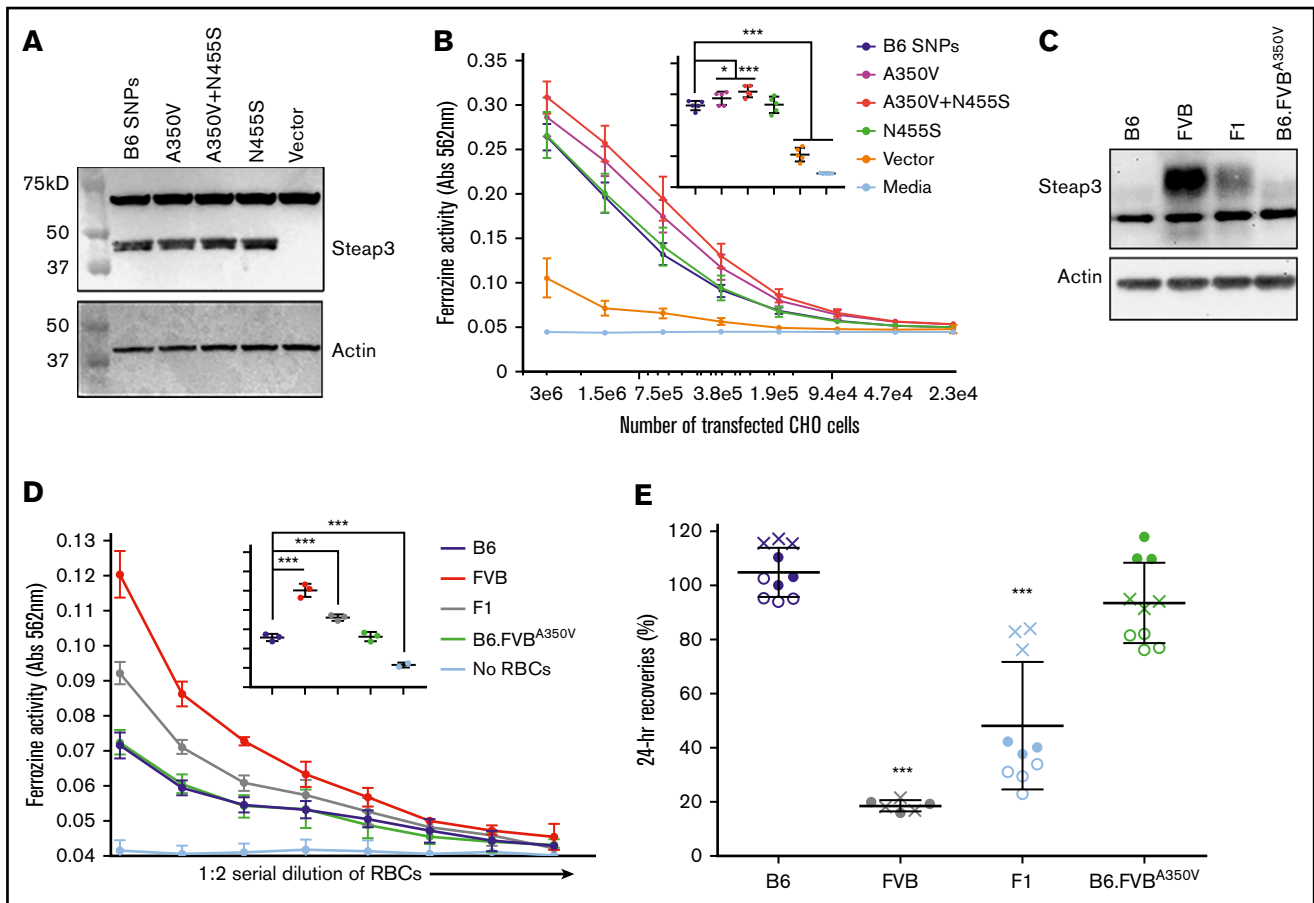 A
B6 SNPs
A350V
A350V+N455S
N455S
Vector
75kD
50
37
Steap3
50
37
Actin
B
Ferrozine activity (Abs 562nm)
0.35
0.30
0.25
0.20
0.15
0.10
0.05
0
3e6 1.5e6 7.5e5 3.8e5 1.9e5 9.4e4 4.7e4 2.3e4
Number of transfected CHO cells
***
* ***
B6 SNPs
A350V
A350V+N455S
N455S
Vector
Media
C
B6
FVB
F1
B6.FVBA350V
Steap3
Actin
D
Ferrozine activity (Abs 562nm)
0.13
0.12
0.11
0.10
0.09
0.08
0.07
0.06
0.05
0.04
1:2 serial dilution of RBCs
***
***
***
B6
FVB
F1
B6.FVBA350V
No RBCs
E
24-hr recoveries (%)
120
100
80
60
40
20
0
***
***
B6 FVB F1 B6.FVBA350V